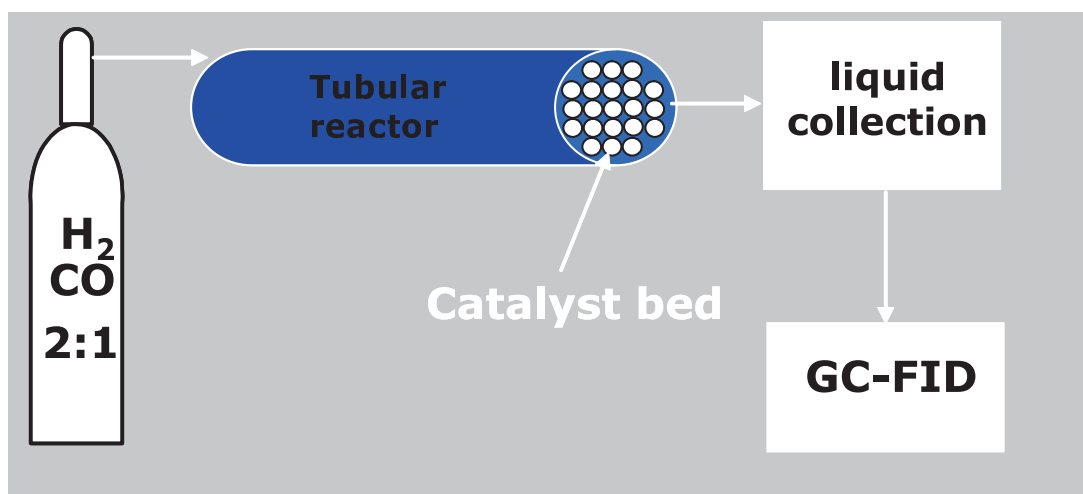 H₂
CO
2:1
Tubular
reactor
Catalyst bed
liquid
collection
GC-FID